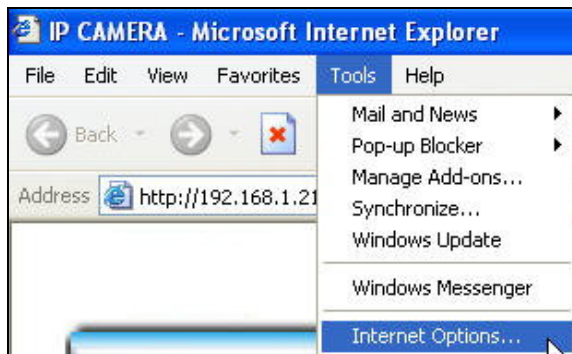 IP CAMERA - Microsoft Internet Explorer
File Edit View Favorites Tools Help
Back
Address http://192.168.1.21
Mail and News
Pop-up Blocker
Manage Add-ons...
Synchronize...
Windows Update
Windows Messenger
Internet Options...